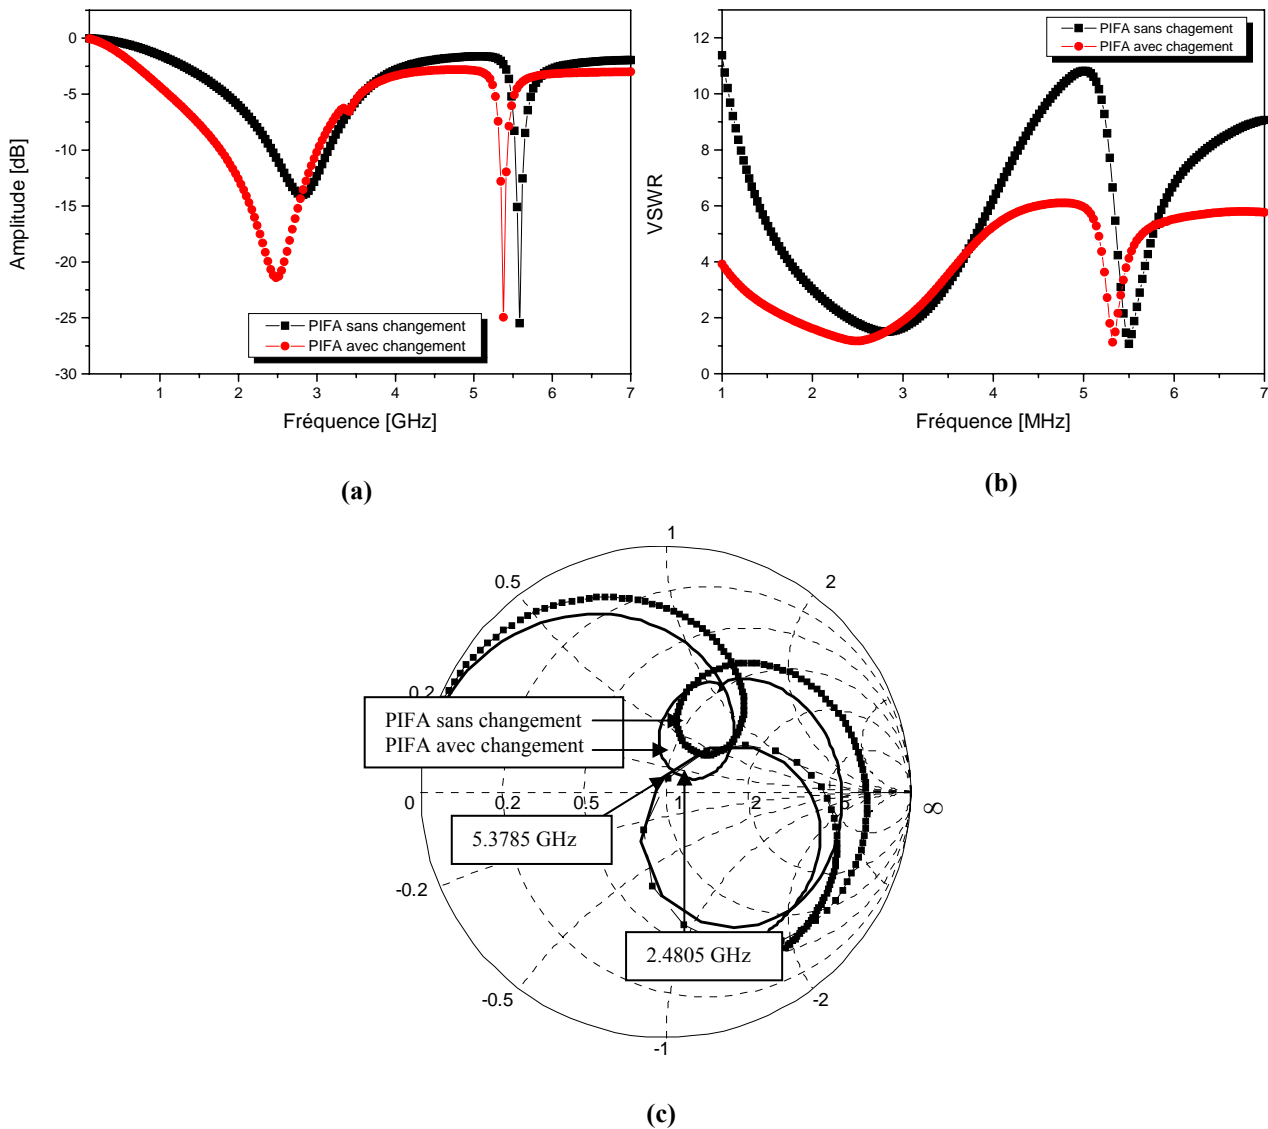 0
-5
-10
-15
-20
-25
-30
Amplitude [dB]
PIFA sans changement
PIFA avec changement
1 2 3 4 5 6 7
Fréquence [GHz]
(a)
12
10
8
6
4
2
0
VSWR
PIFA sans chagement
PIFA avec chagement
1 2 3 4 5 6 7
Fréquence [MHz]
(b)
1
0.5
2
0.2
PIFA sans changement
PIFA avec changement
0 0.2 0.5 1 2 ∞
5.3785 GHz
-0.2
2.4805 GHz
-0.5
-2
-1
(c)